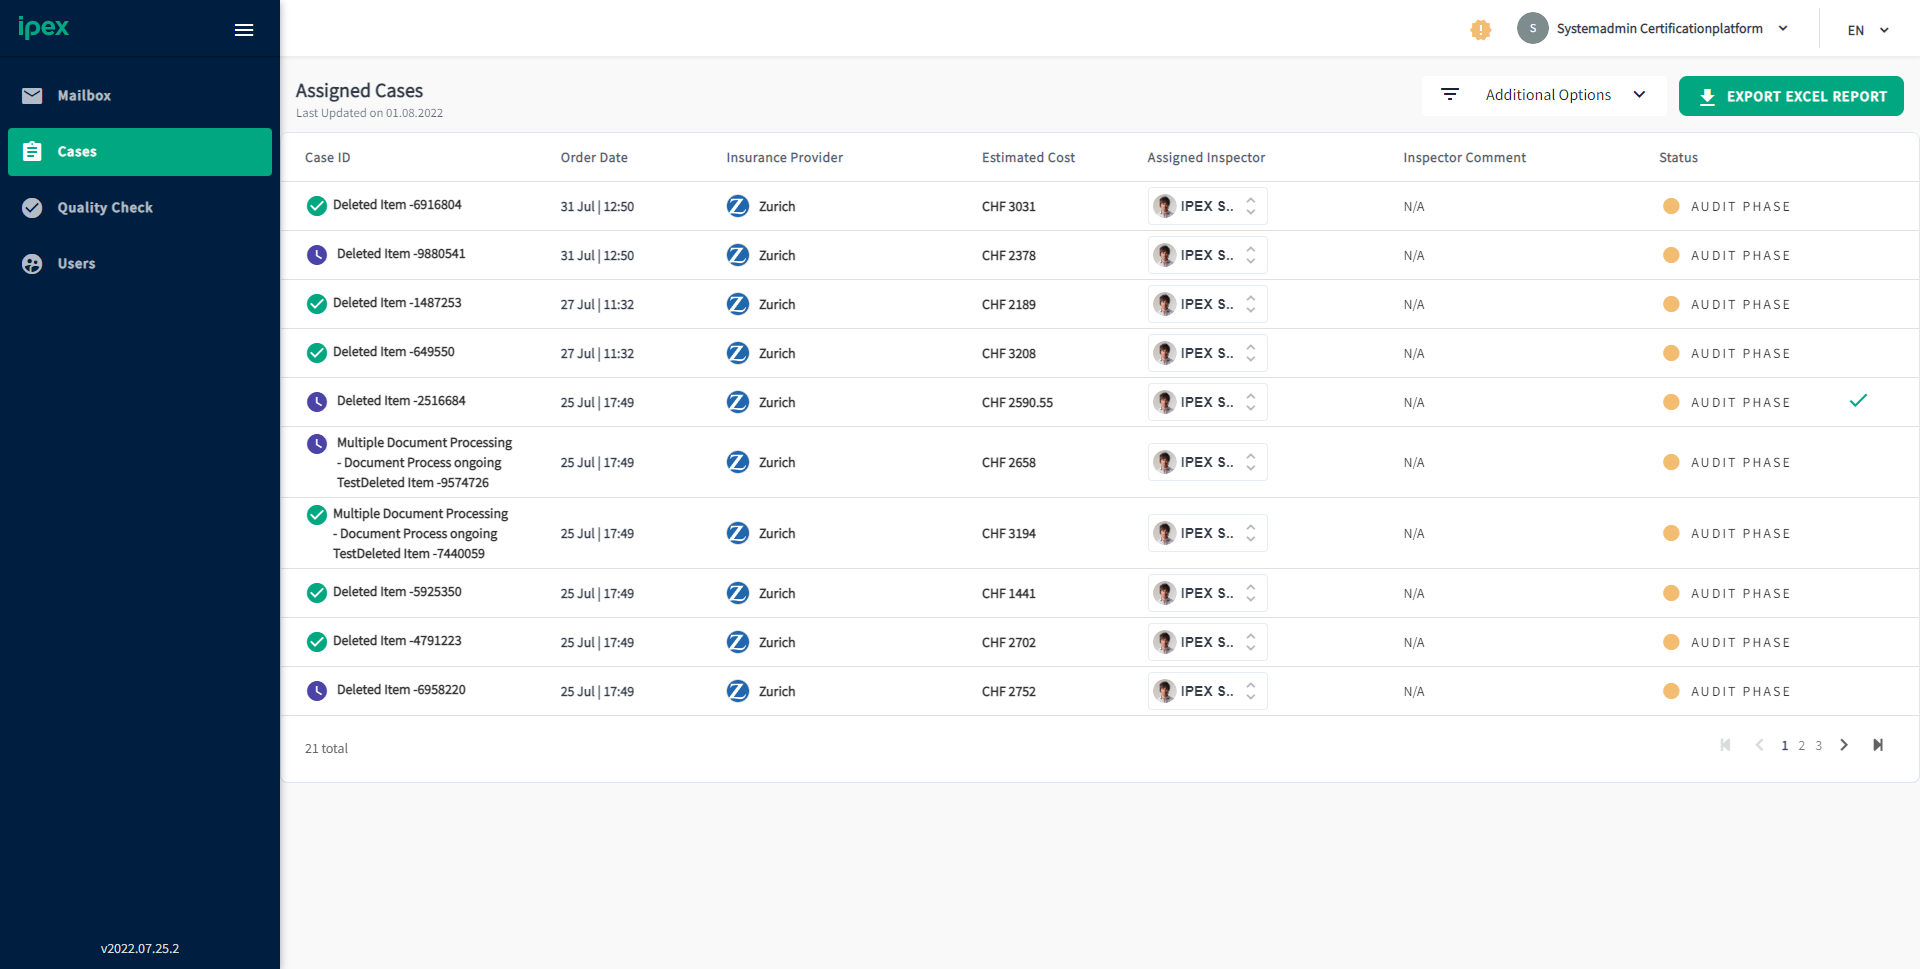 ipex
Systemadmin Certificationplatform
S
EN
Mailbox
Cases
Quality Check
Users
v2022.07.25.2
Assigned Cases
Last Updated on 01.08.2022
Additional Options
EXPORT EXCEL REPORT
Case ID Order Date Insurance Provider Estimated Cost Assigned Inspector Inspector Comment Status
Deleted Item -6916804 31 Jul | 12:50 Zurich CHF 3031 IPEX S.. N/A AUDIT PHASE
Deleted Item -9880541 31 Jul | 12:50 Zurich CHF 2378 IPEX S.. N/A AUDIT PHASE
Deleted Item -1487253 27 Jul | 11:32 Zurich CHF 2189 IPEX S.. N/A AUDIT PHASE
Deleted Item -649550 27 Jul | 11:32 Zurich CHF 3208 IPEX S.. N/A AUDIT PHASE
Deleted Item -2516684 25 Jul | 17:49 Zurich CHF 2590.55 IPEX S.. N/A AUDIT PHASE
Multiple Document Processing
- Document Process ongoing
TestDeleted Item -9574726
25 Jul | 17:49 Zurich CHF 2658 IPEX S.. N/A AUDIT PHASE
Multiple Document Processing
- Document Process ongoing
TestDeleted Item -7440059
25 Jul | 17:49 Zurich CHF 3194 IPEX S.. N/A AUDIT PHASE
Deleted Item -5925350 25 Jul | 17:49 Zurich CHF 1441 IPEX S.. N/A AUDIT PHASE
Deleted Item -4791223 25 Jul | 17:49 Zurich CHF 2702 IPEX S.. N/A AUDIT PHASE
Deleted Item -6958220 25 Jul | 17:49 Zurich CHF 2752 IPEX S.. N/A AUDIT PHASE
21 total
1 2 3